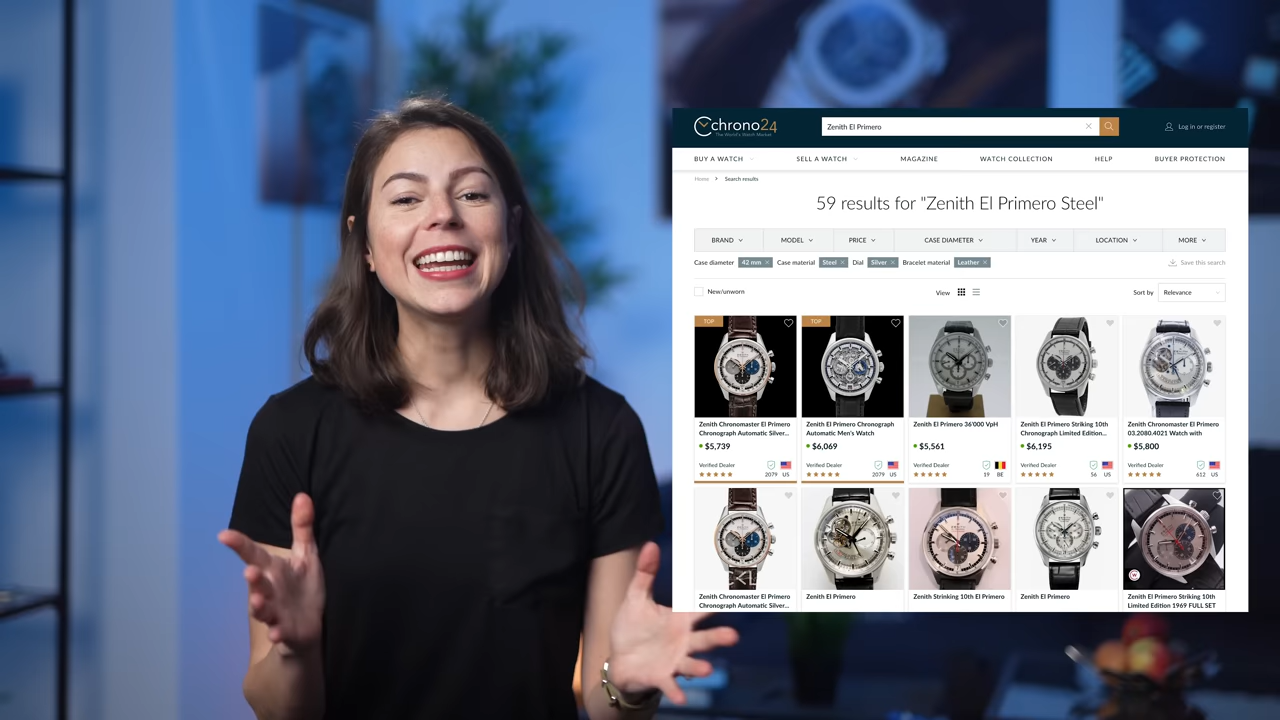 chrono24
The World's Watch Market
Zenith El Primero
Log in or register
BUY A WATCH
SELL A WATCH
MAGAZINE
WATCH COLLECTION
HELP
BUYER PROTECTION
Home
Search results
59 results for "Zenith El Primero Steel"
BRAND
MODEL
PRICE
CASE DIAMETER
YEAR
LOCATION
MORE
Case diameter
42 mm
Case material
Steel
Dial
Silver
Bracelet material
Leather
Save this search
New/unworn
View
Sort by
Relevance
TOP
TOP
Zenith Chronomaster El Primero
Chronograph Automatic Silver...
$5,739
Verified Dealer
2079
US
Zenith El Primero Chronograph
Automatic Men's Watch
$6,069
Verified Dealer
2079
US
Zenith El Primero 36'000 VpH
$5,561
Verified Dealer
19
BE
Zenith El Primero Striking 10th
Chronograph Limited Edition...
$6,195
Verified Dealer
56
US
Zenith Chronomaster El Primero
03.2080.4021 Watch with
$5,800
Verified Dealer
612
US
Zenith Chronomaster El Primero
Chronograph Automatic Silver...
Zenith El Primero
Zenith Strinking 10th El Primero
Zenith El Primero
Zenith El Primero Striking 10th
Limited Edition 1969 FULL SET